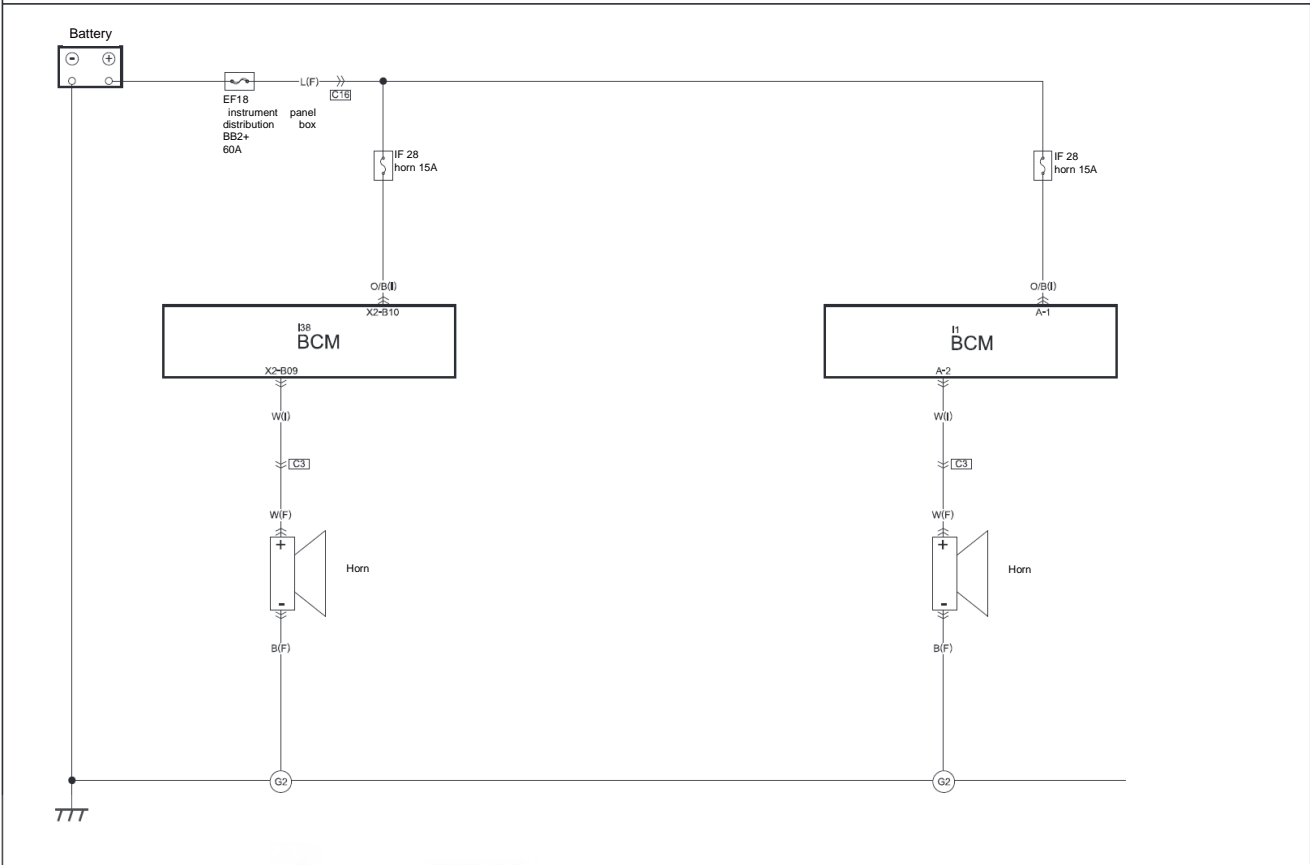 Battery
- +
L(F)
C16
EF18
instrument panel
distribution box
BB2+
60A
IF 28
horn 15A
IF 28
horn 15A
O/B(I)
O/B(I)
X2-B10
A-1
I38
BCM
I1
BCM
X2-B09
A-2
W(I)
W(I)
C3
C3
W(F)
W(F)
+
+
Horn
Horn
-
-
B(F)
B(F)
G2
G2